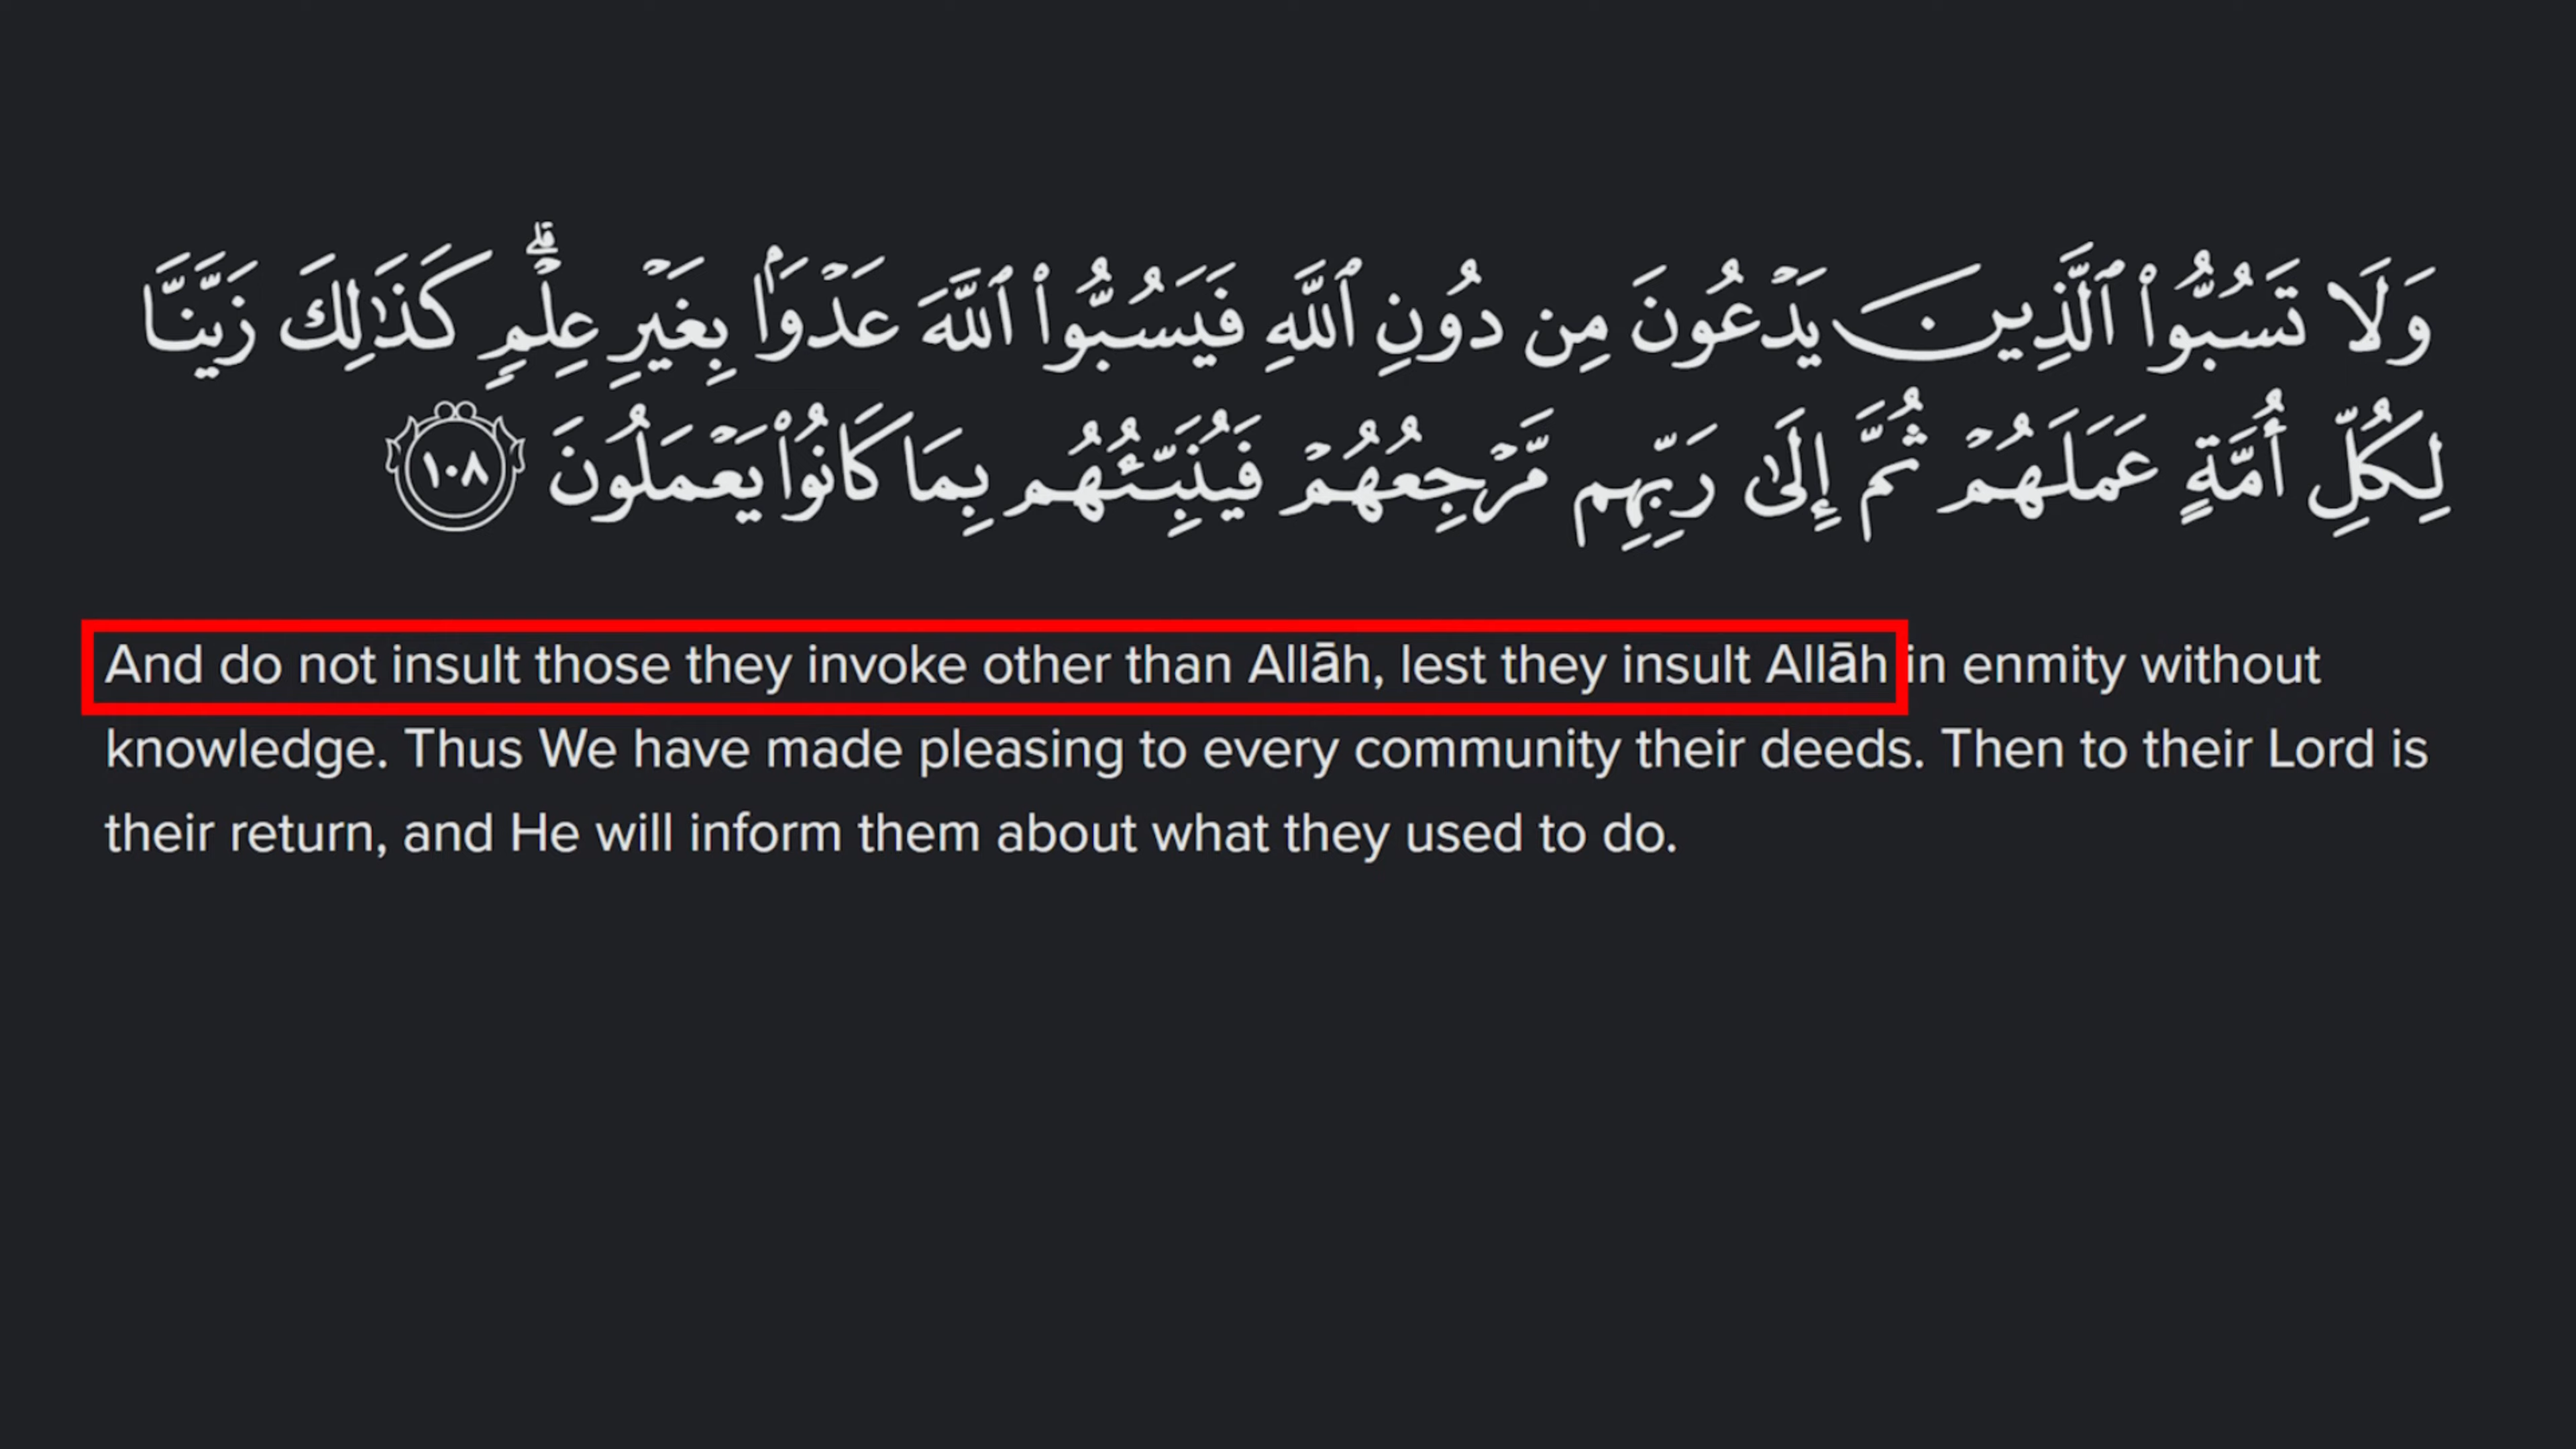 وَلَا تَسُبُّوا۟ ٱلَّذِينَ يَدْعُونَ مِن دُونِ ٱللَّهِ فَيَسُبُّوا۟ ٱللَّهَ عَدْوًۢا بِغَيْرِ عِلْمٍۢ ۗ كَذَٰلِكَ زَيَّنَّا
لِكُلِّ أُمَّةٍ عَمَلَهُمْ ثُمَّ إِلَىٰ رَبِّهِم مَّرْجِعُهُمْ فَيُنَبِّئُهُم بِمَا كَانُوا۟ يَعْمَلُونَ ١٠٨
And do not insult those they invoke other than Allāh, lest they insult Allāh in enmity without
knowledge. Thus We have made pleasing to every community their deeds. Then to their Lord is
their return, and He will inform them about what they used to do.